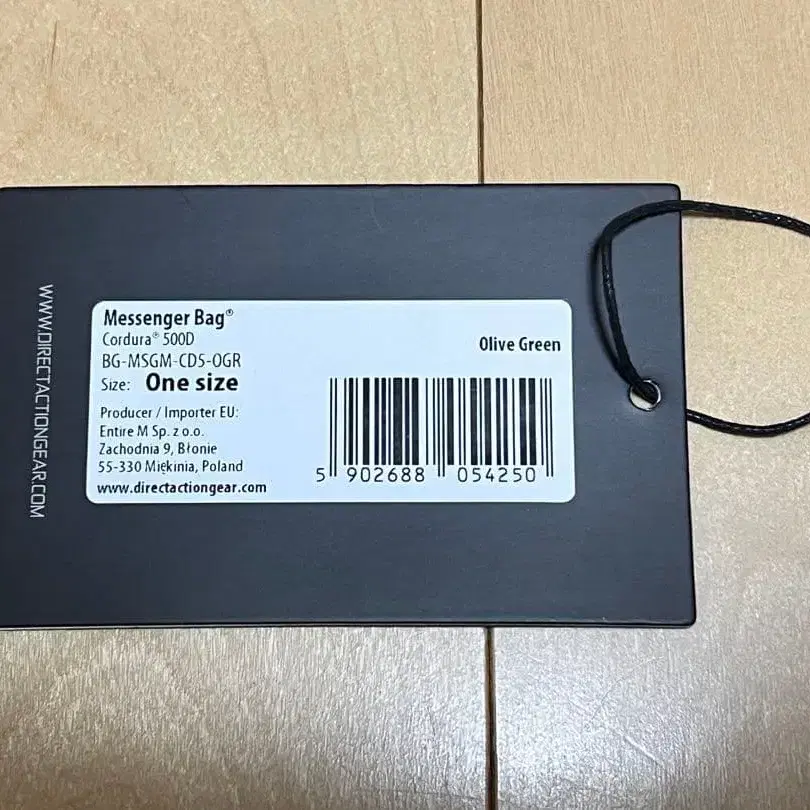 WWW.DIRECTACTIONGEAR.COM
Messenger Bag®
Cordura® 500D
BG-MSGM-CD5-OGR
Size: One size
Olive Green
Producer / Importer EU:
Entire M Sp. z o.o.
Zachodnia 9, Błonie
55-330 Miękinia, Poland
www.directactiongear.com
5 902688 054250